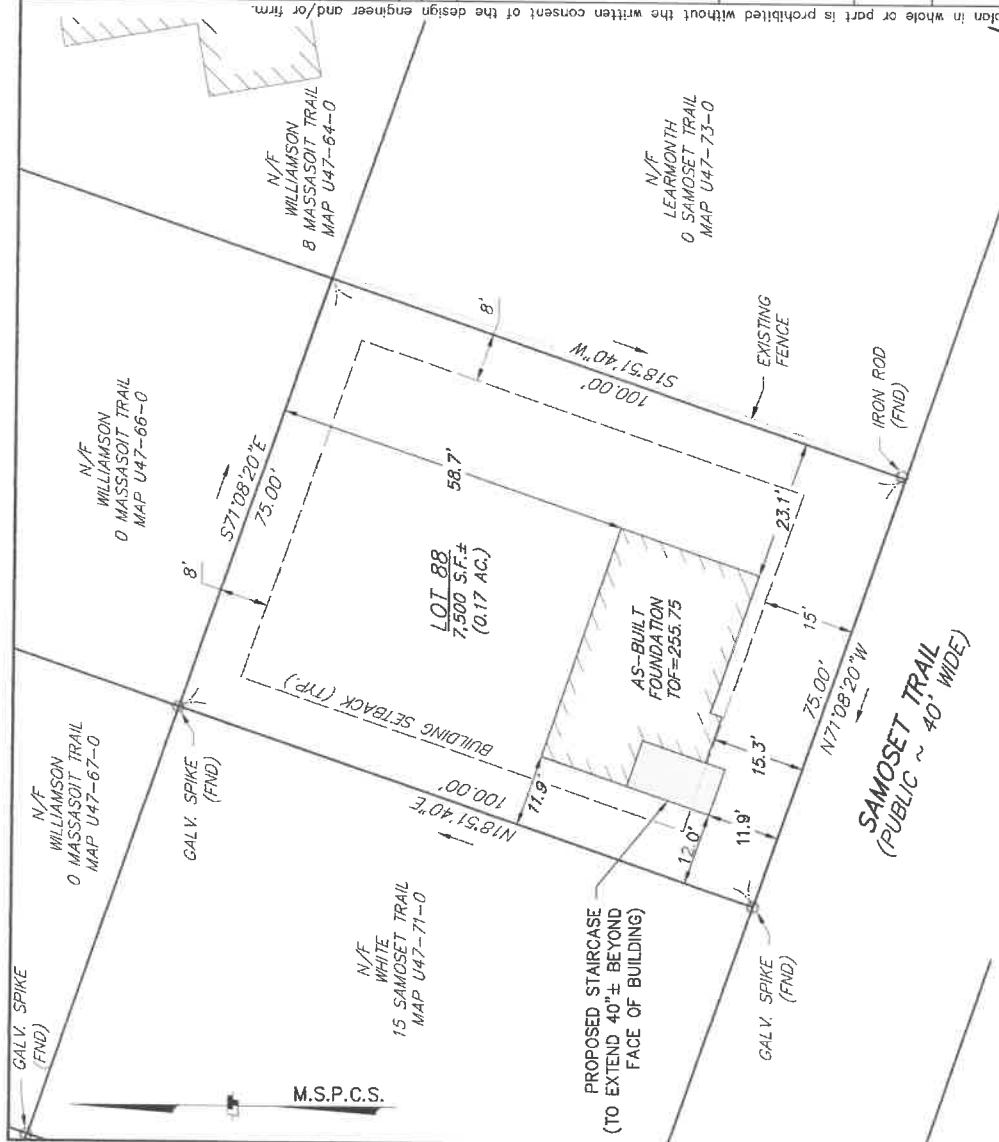 plan in whole or part is prohibited without the written consent of the design engineer and/or firm.
N/F
WILLIAMSON
8 MASSASOIT TRAIL
MAP U47-64-0
N/F
WILLIAMSON
0 MASSASOIT TRAIL
MAP U47-66-0
N/F
WILLIAMSON
0 MASSASOIT TRAIL
MAP U47-67-0
GALV. SPIKE
(FND)
GALV. SPIKE
(FND)
N/F
LEARMONTH
0 SAMOSET TRAIL
MAP U47-73-0
S71°08'20"E
75.00'
8'
8'
S18°51'40"W
100.00'
EXISTING
FENCE
IRON ROD
(FND)
58.7'
LOT 88
7,500 S.F.±
(0.17 AC.)
BUILDING SETBACK (TYP.)
N18°51'40"E
100.00'
AS-BUILT
FOUNDATION
TOF=255.75
23.1'
11.9'
12.0'
11.9'
15.3'
15'
75.00'
N71°08'20"W
SAMOSET TRAIL
(PUBLIC ~ 40' WIDE)
N/F
WHITE
15 SAMOSET TRAIL
MAP U47-71-0
M.S.P.C.S.
PROPOSED STAIRCASE
(TO EXTEND 40"± BEYOND
FACE OF BUILDING)
GALV. SPIKE
(FND)